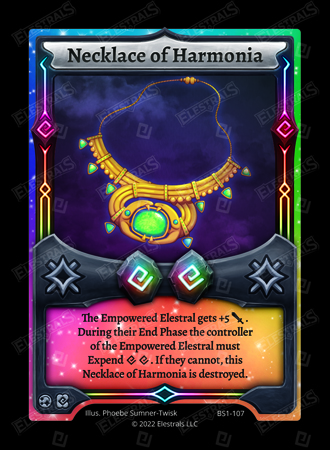 Necklace of Harmonia
The Empowered Elestral gets +5 .
During their End Phase the controller
of the Empowered Elestral must
Expend . If they cannot, this
Necklace of Harmonia is destroyed.
Illus. Phoebe Sumner-Twisk
BS1-107
© 2022 Elestrals LLC
ELESTRALS